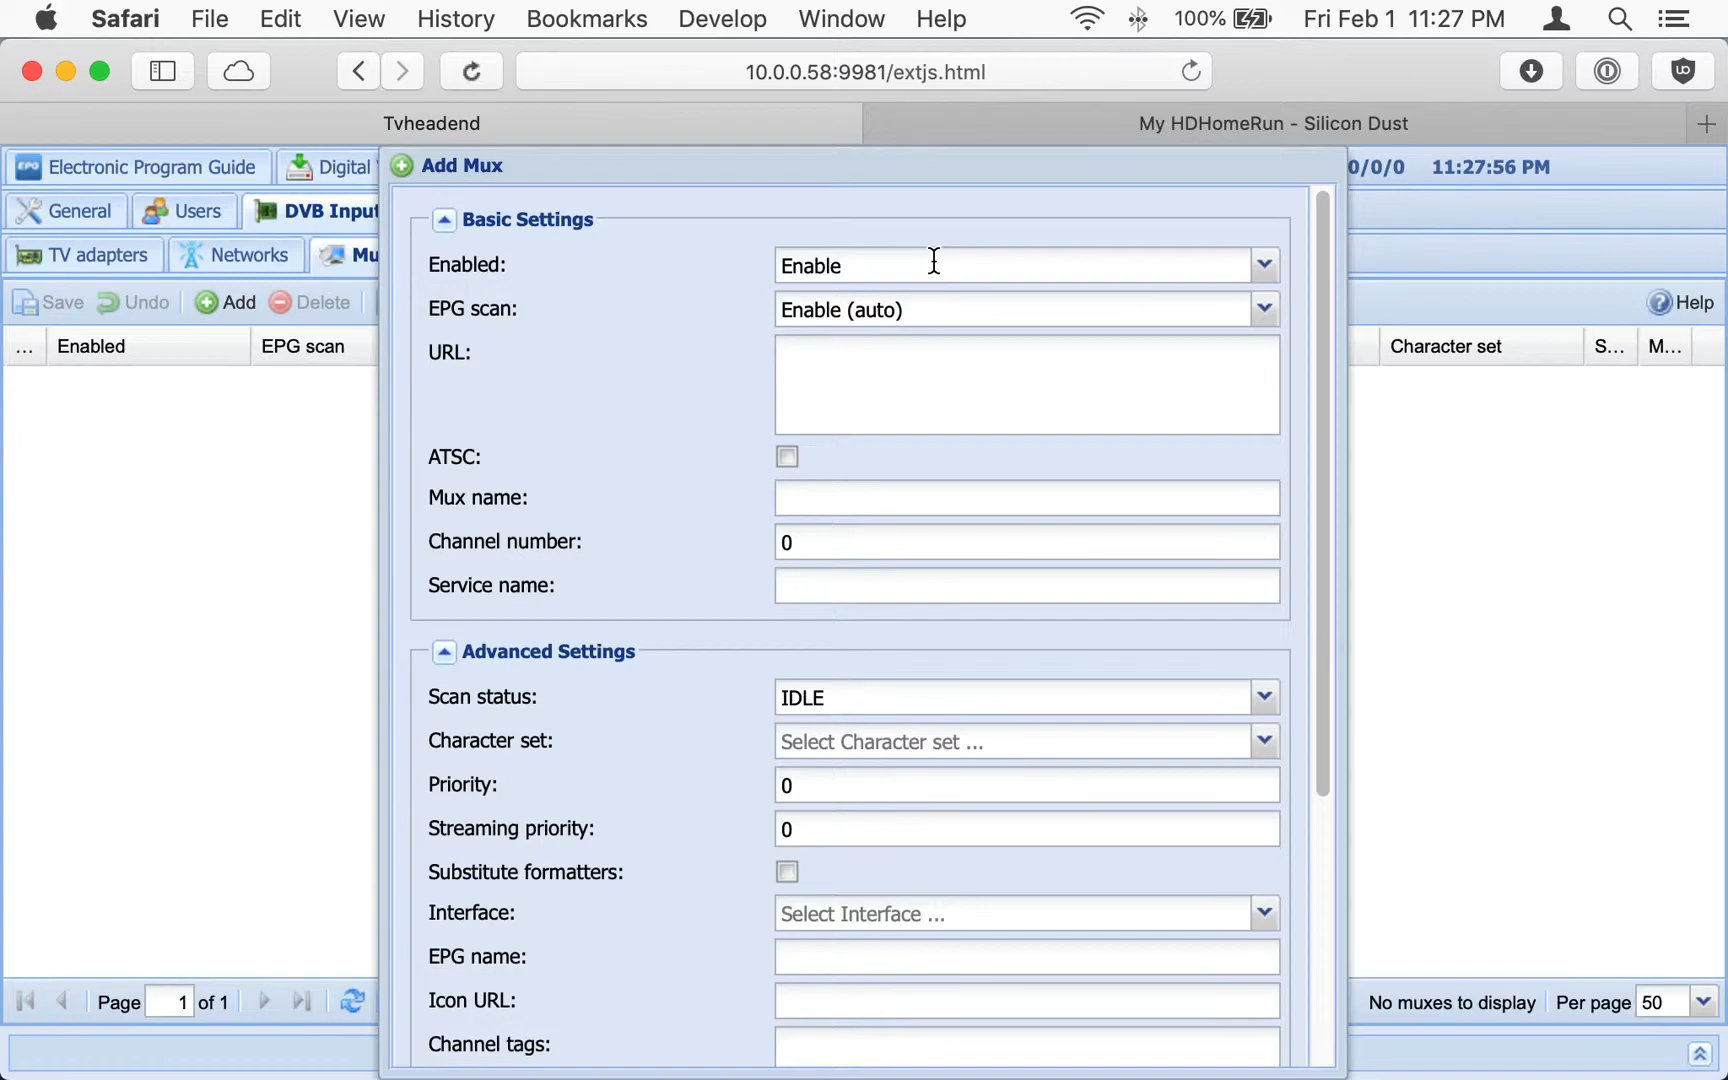 Safari File Edit View History Bookmarks Develop Window Help 100% Fri Feb 1 11:27 PM
10.0.0.58:9981/extjs.html
Tvheadend My HDHomeRun - Silicon Dust
Electronic Program Guide Digital 0/0/0 11:27:56 PM
Add Mux
General Users DVB Input
Basic Settings
TV adapters Networks Mu
Enabled: Enable
Save Undo Add Delete Help
EPG scan: Enable (auto)
... Enabled EPG scan Character set S... M...
URL:
ATSC:
Mux name:
Channel number: 0
Service name:
Advanced Settings
Scan status: IDLE
Character set: Select Character set ...
Priority: 0
Streaming priority: 0
Substitute formatters:
Interface: Select Interface ...
EPG name:
Icon URL:
Page 1 of 1 No muxes to display Per page 50
Channel tags: